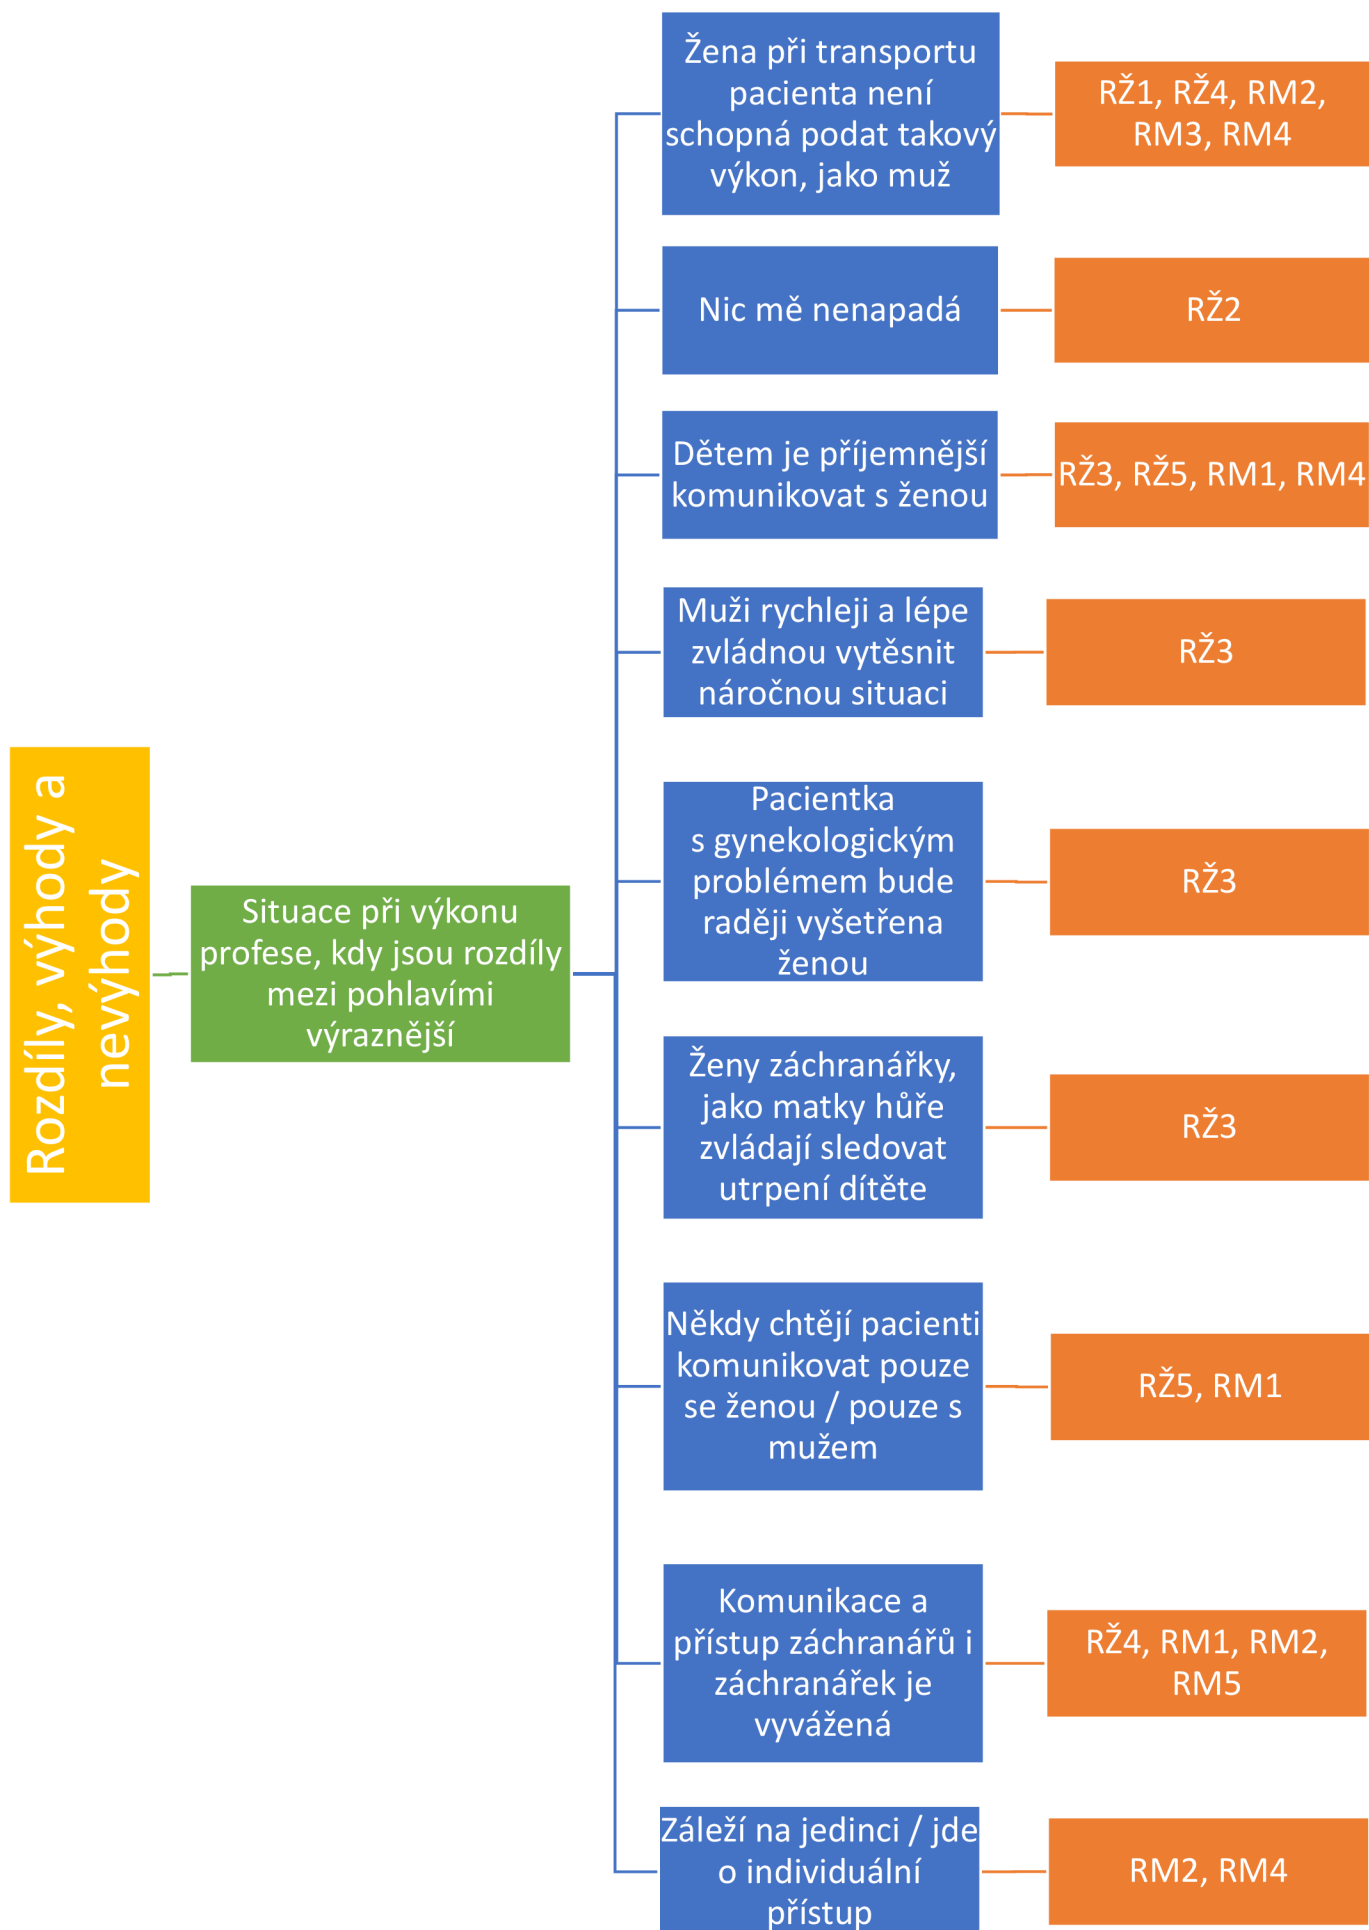 Rozdíly, výhody a
nevýhody
Situace při výkonu
profese, kdy jsou rozdíly
mezi pohlavími
výraznější
Žena při transportu
pacienta není
schopná podat takový
výkon, jako muž
RŽ1, RŽ4, RM2,
RM3, RM4
Nic mě nenapadá
RŽ2
Dětem je příjemnější
komunikovat s ženou
RŽ3, RŽ5, RM1, RM4
Muži rychleji a lépe
zvládnou vytěsnit
náročnou situaci
RŽ3
Pacientka
s gynekologickým
problémem bude
raději vyšetřena
ženou
RŽ3
Ženy záchranářky,
jako matky hůře
zvládají sledovat
utrpení dítěte
RŽ3
Někdy chtějí pacienti
komunikovat pouze
se ženou / pouze s
mužem
RŽ5, RM1
Komunikace a
přístup záchranářů i
záchranářek je
vyvážená
RŽ4, RM1, RM2,
RM5
Záleží na jedinci / jde
o individuální
přístup
RM2, RM4